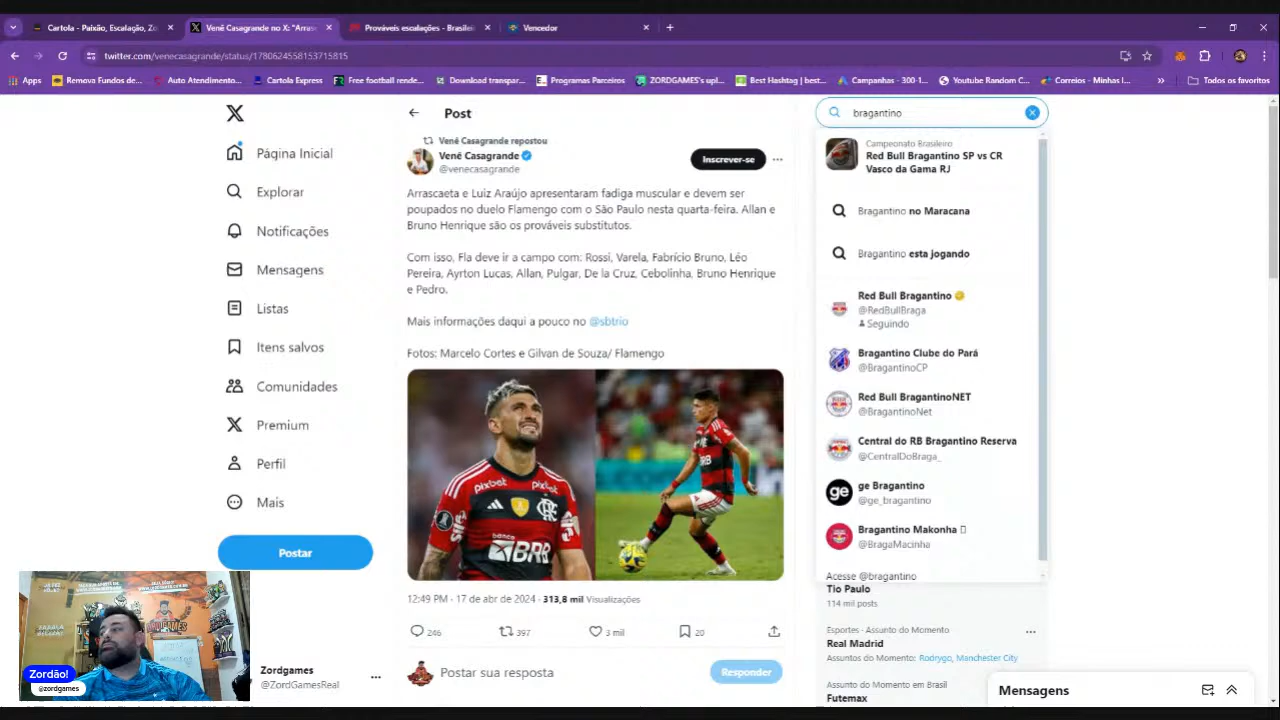 Cartola - Paixão, Escalação, Zo
Venê Casagrande no X: "Arras
Prováveis escalações - Brasilei
Vencedor
twitter.com/venecasagrande/status/1780624558153715815
Apps
Remova Fundos de...
Auto Atendimento...
Cartola Express
Free football rende...
Download transpar...
Programas Parceiros
ZORDGAMES's upl...
Best Hashtag | best...
Campanhas - 300-1...
Youtube Random C...
Correios - Minhas I...
»
Todos os favoritos
Página Inicial
Explorar
Notificações
Mensagens
Listas
Itens salvos
Comunidades
Premium
Perfil
Mais
Postar
Zordgames
@ZordGamesReal
Zordão!
@zordgames
Post
Venê Casagrande repostou
Venê Casagrande
@venecasagrande
Inscrever-se
Arrascaeta e Luiz Araújo apresentaram fadiga muscular e devem ser
poupados no duelo Flamengo com o São Paulo nesta quarta-feira. Allan e
Bruno Henrique são os prováveis substitutos.
Com isso, Fla deve ir a campo com: Rossi, Varela, Fabrício Bruno, Léo
Pereira, Ayrton Lucas, Allan, Pulgar, De la Cruz, Cebolinha, Bruno Henrique
e Pedro.
Mais informações daqui a pouco no @sbtrio
Fotos: Marcelo Cortes e Gilvan de Souza/ Flamengo
pixbet
pixbet
BRB
12:49 PM · 17 de abr de 2024 · 313,8 mil Visualizações
246
397
3 mil
20
Postar sua resposta
Responder
bragantino
Campeonato Brasileiro
Red Bull Bragantino SP vs CR
Vasco da Gama RJ
Bragantino no Maracana
Bragantino esta jogando
Red Bull Bragantino
@RedBullBraga
Seguindo
Bragantino Clube do Pará
@BragantinoCP
Red Bull BragantinoNET
@BragantinoNet
Central do RB Bragantino Reserva
@CentralDoBraga_
ge
ge Bragantino
@ge_bragantino
Bragantino Makonha
@BragaMacinha
Acesse @bragantino
Tio Paulo
114 mil posts
Esportes · Assunto do Momento
Real Madrid
Assuntos do Momento: Rodrygo, Manchester City
Assunto do Momento em Brasil
Futemax
Mensagens